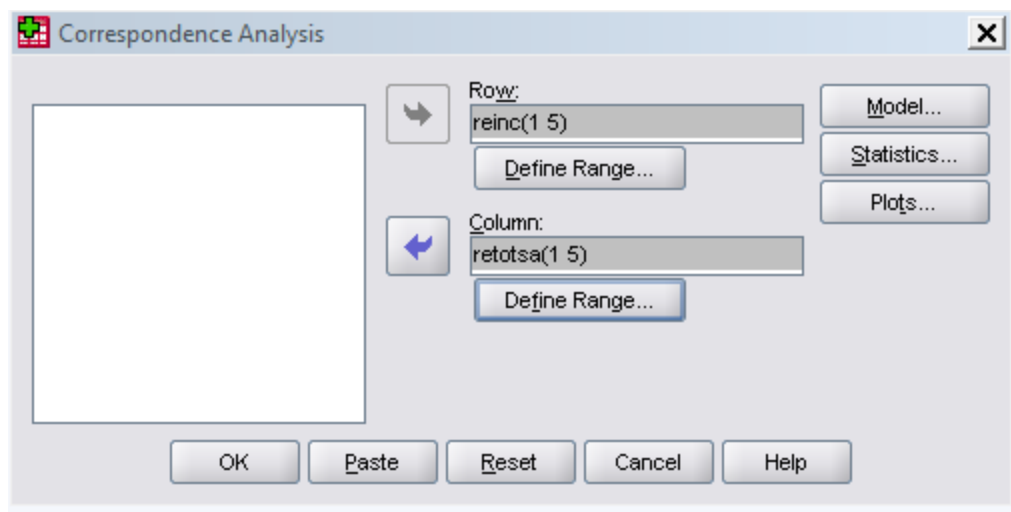 Correspondence Analysis
Row:
reinc(1 5)
Define Range...
Column:
retotsa(1 5)
Define Range...
Model...
Statistics...
Plots...
OK
Paste
Reset
Cancel
Help